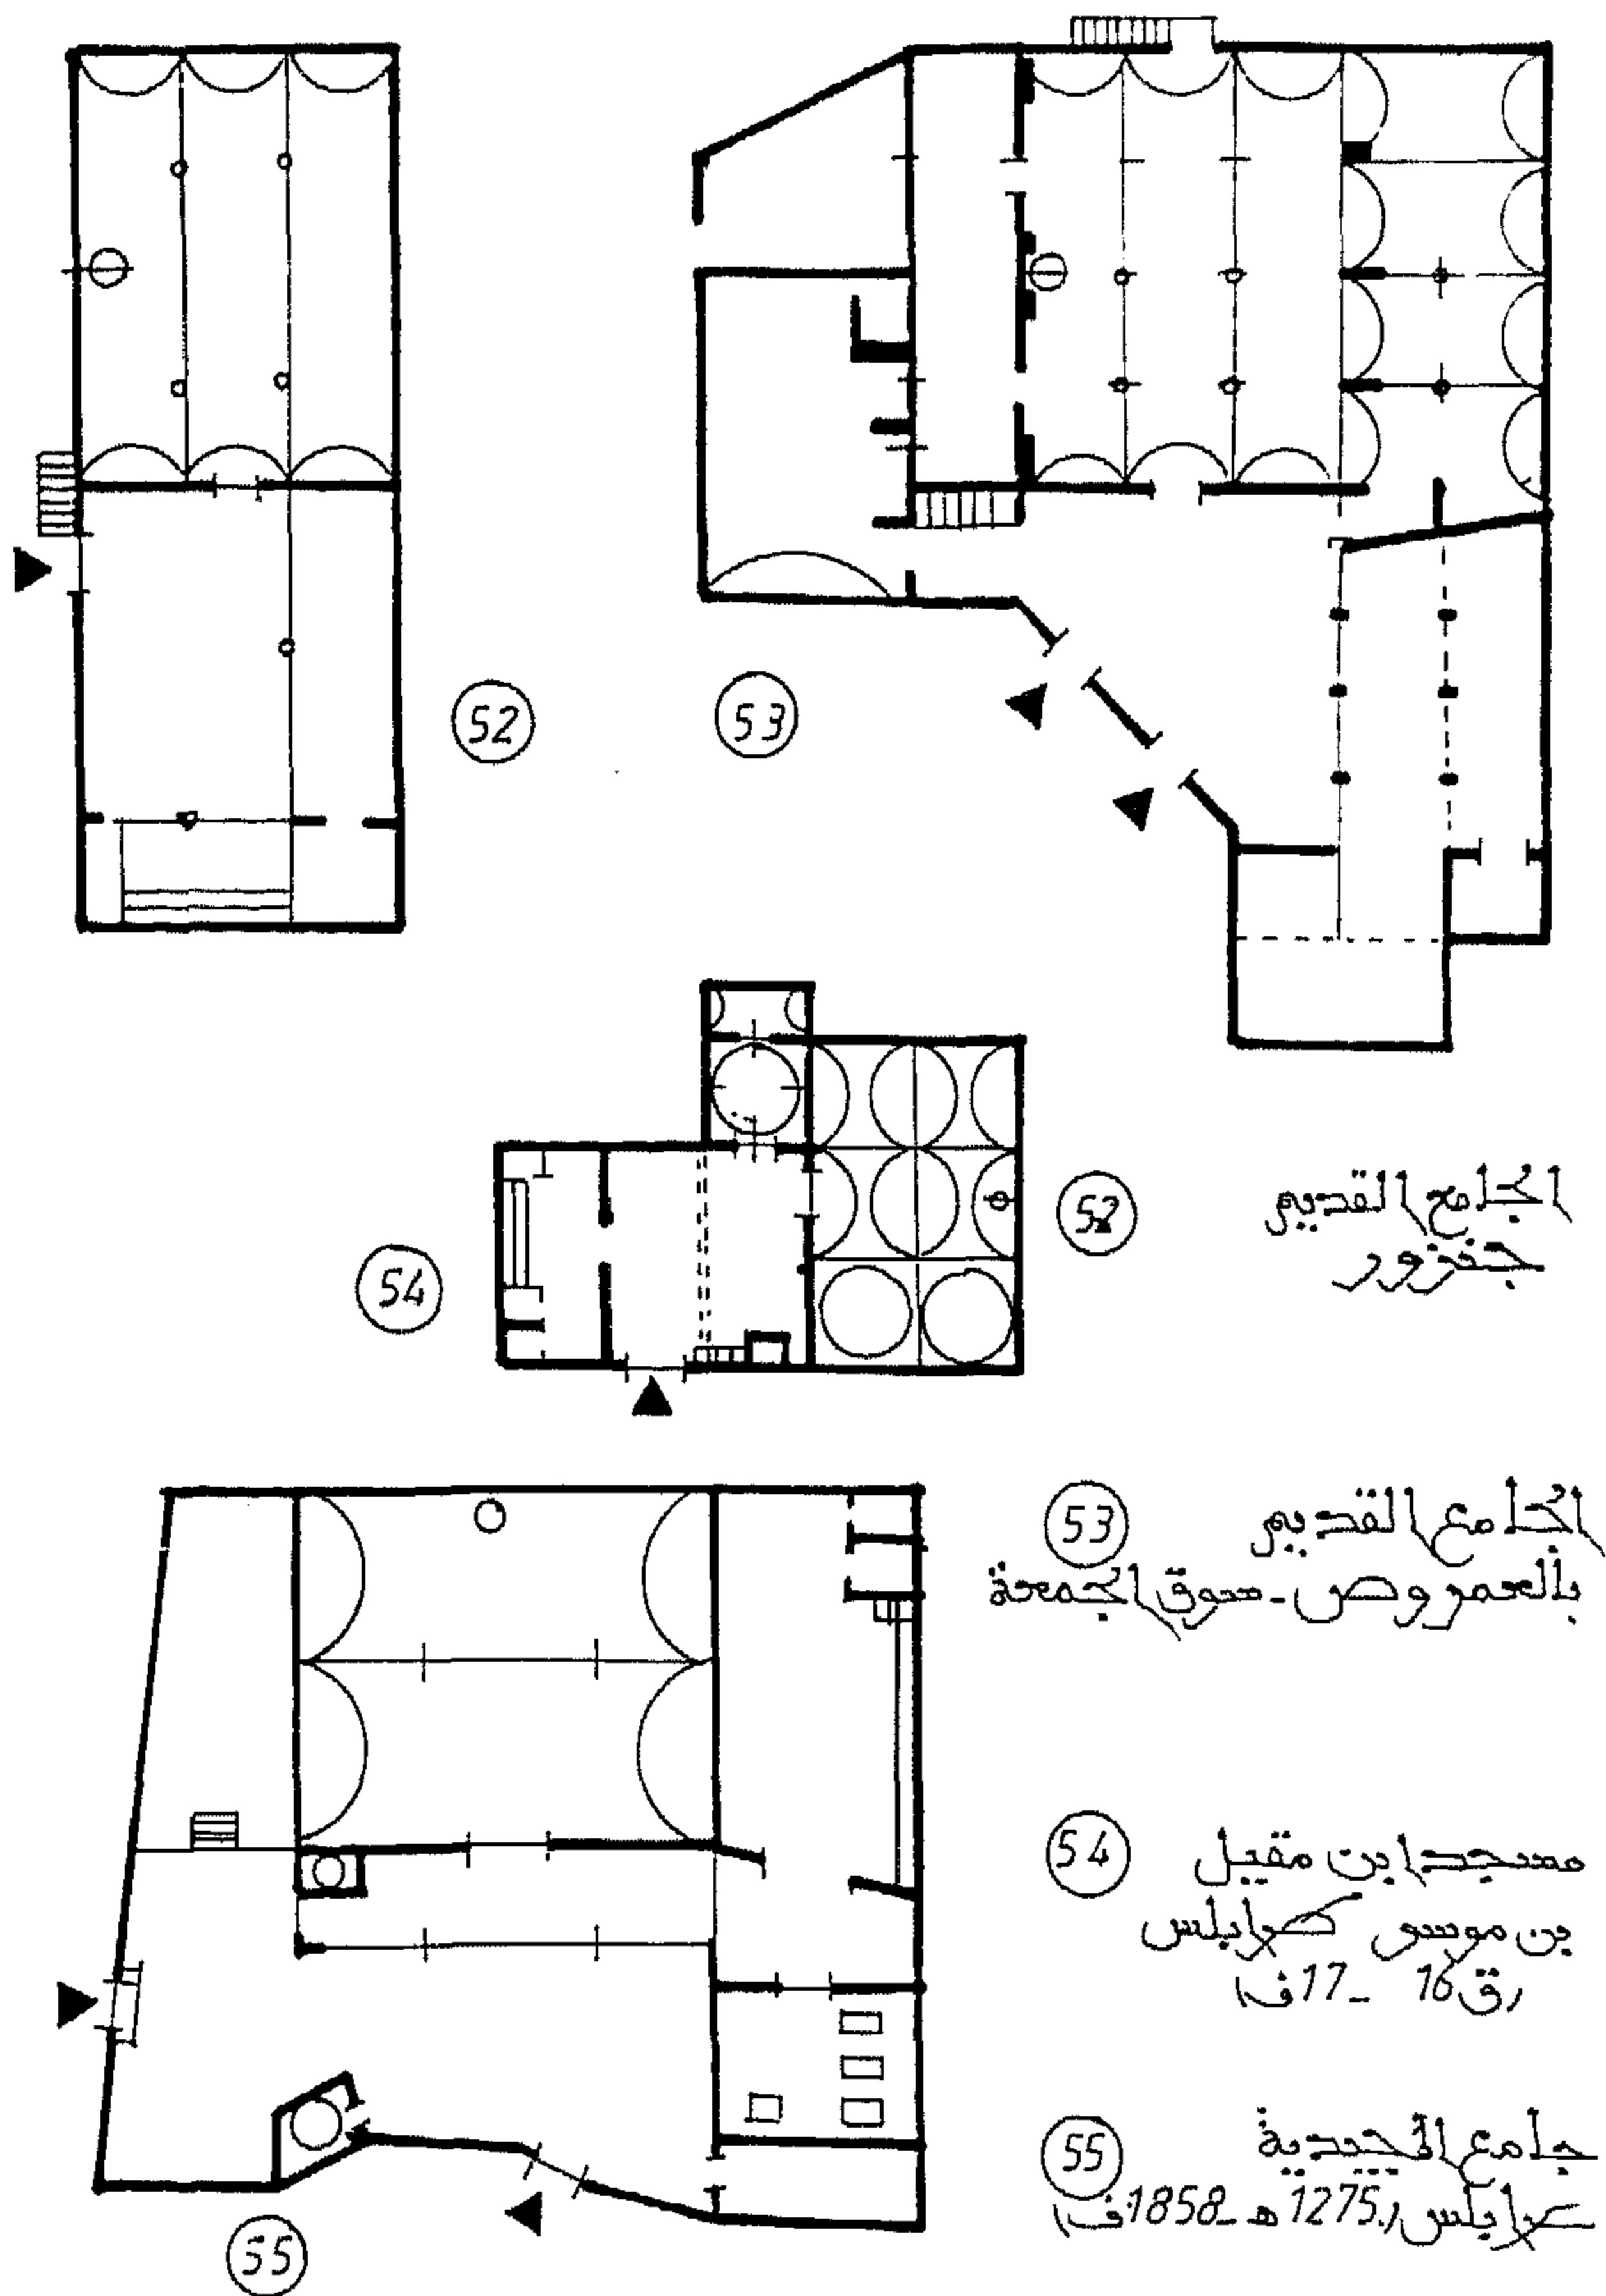 52
53
54
52
الجامع القديم
جنزور
53
الجامع القديم
بالعمروص - سوق الجمعة
54
مسجد ابن مقيل
بن موسى طرابلس
(ق 16 - 17 ف)
55
جامع المجيدية
طرابلس (1275 هـ - 1858 ف)
55